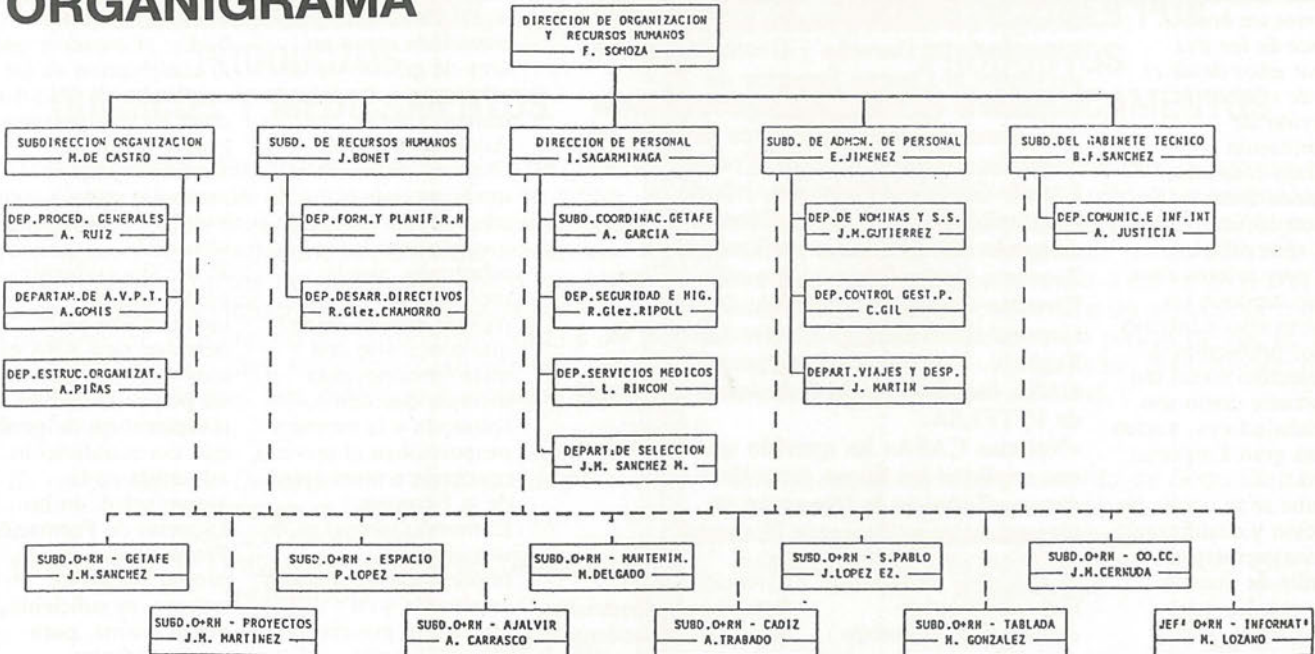 ORGANIGRAMA
DIRECCION DE ORGANIZACION
Y RECURSOS HUMANOS
F. SOMOZA
SUBDIRECCION ORGANIZACION
M.DE CASTRO
SUBD. DE RECURSOS HUMANOS
J.BONET
DIRECCION DE PERSONAL
I.SAGARMINAGA
SUBD. DE ADMON. DE PERSONAL
E.JIMENEZ
SUBD.DEL GABINETE TECNICO
B.F.SANCHEZ
DEP.PROCED. GENERALES
A. RUIZ
DEP.FORM.Y PLANIF.R.H
A. MARTIN
SUBD.COORDINAC.GETAFE
A. GARCIA
DEP.DE NOMINAS Y S.S.
J.M.GUTIERREZ
DEP.COMUNIC.E INF.INT
A. JUSTICIA
DEPARTAM.DE A.V.P.T.
A.GOMIS
DEP.DESARR.DIRECTIVOS
R.Glez.CHAMORRO
DEP.SEGURIDAD E HIG.
R.Glez.RIPOLL
DEP.CONTROL GEST.P.
C.GIL
DEP.ESTRUC.ORGANIZAT.
A.PIÑAS
DEP.SERVICIOS MEDICOS
L. RINCON
DEPART.VIAJES Y DESP.
J. MARTIN
DEPART.DE SELECCION
J.M. SANCHEZ M.
SUBD.O+RH - GETAFE
J.M.SANCHEZ
SUBD.O+RH - ESPACIO
P.LOPEZ
SUBD.O+RH - MANTENIM.
M.DELGADO
SUBD.O+RH - S.PABLO
J.LOPEZ EZ.
SUBD.O+RH - OO.CC.
J.M.CERNUDA
SUBD.O+RH - PROYECTOS
J.M. MARTINEZ
SUBD.O+RH - AJALVIR
A. CARRASCO
SUBD.O+RH - CADIZ
A.TRABADO
SUBD.O+RH - TABLADA
M. GONZALEZ
JEFª O+RH - INFORMATª
M. LOZANO